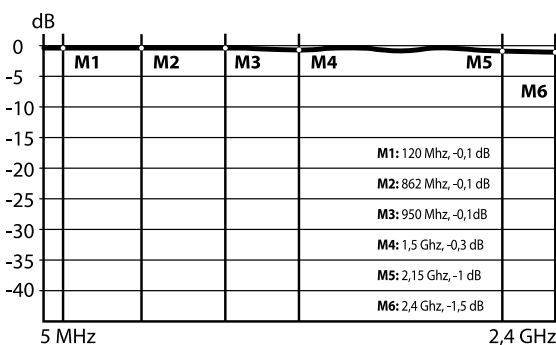 dB
0
M1 M2 M3 M4 M5
-5
M6
-10
-15
M1: 120 Mhz, -0,1 dB
-20
M2: 862 Mhz, -0,1 dB
-25
M3: 950 Mhz, -0,1dB
-30
M4: 1,5 Ghz, -0,3 dB
-35
M5: 2,15 Ghz, -1 dB
-40
M6: 2,4 Ghz, -1,5 dB
5 MHz 2,4 GHz